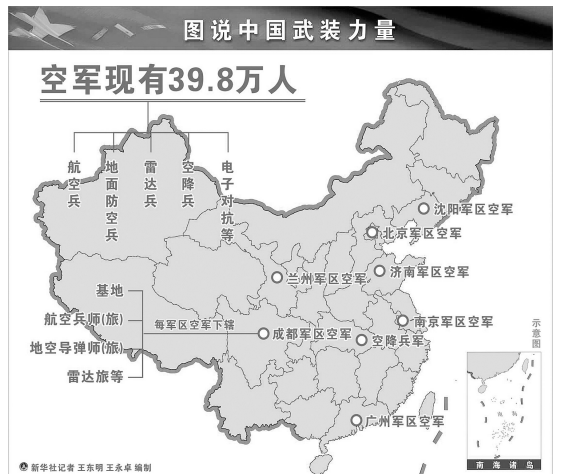 图说中国武装力量
空军现有39.8万人
航空兵
地面防空兵
雷达兵
空降兵
电子对抗等
沈阳军区空军
北京军区空军
济南军区空军
兰州军区空军
基地
航空兵师(旅)
每军区空军下辖
地空导弹师(旅)
雷达旅等
成都军区空军
南京军区空军
空降兵军
广州军区空军
示意图
南海诸岛
新华社记者 王东明 王永卓 编制